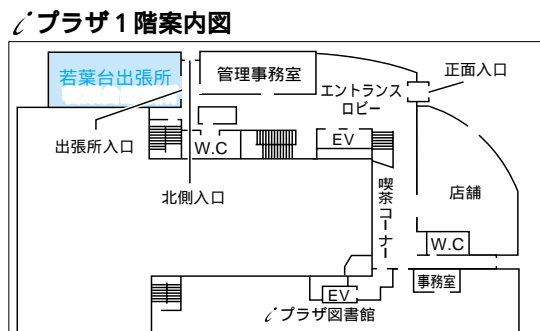 iプラザ1階案内図
若葉台出張所
管理事務室
エントランス
ロビー
正面入口
出張所入口
W.C
EV
北側入口
喫茶コーナー
店舗
W.C
事務室
EV
iプラザ図書館